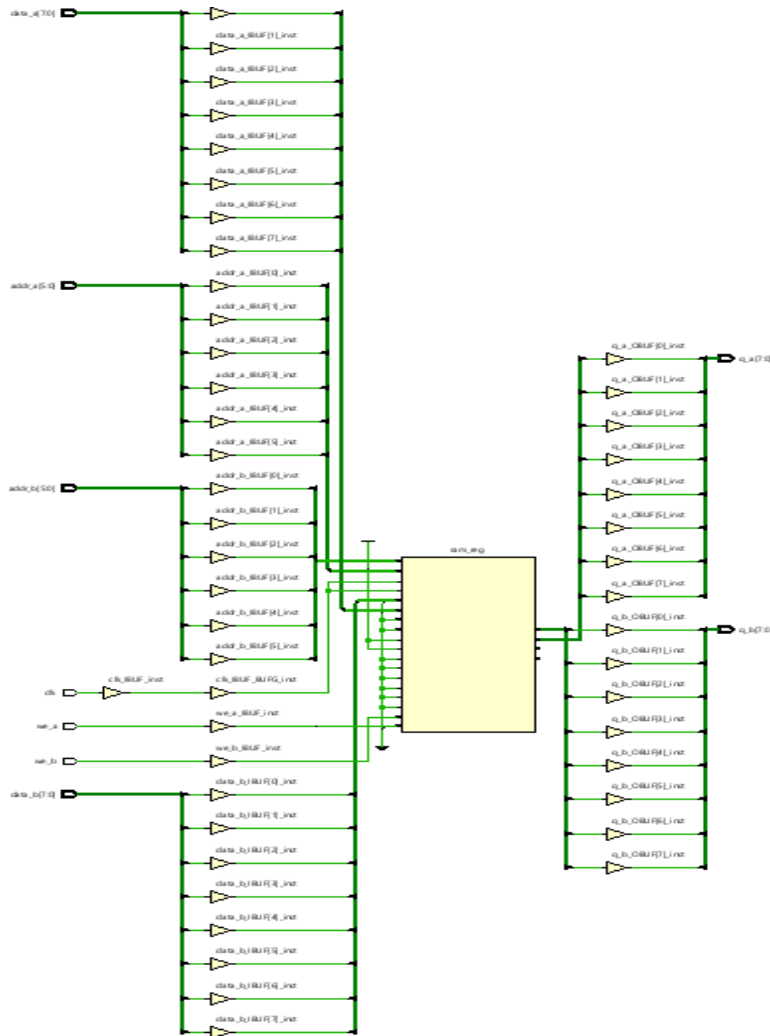 data_a[7:0]
data_a_IBUF[1]_inst
data_a_IBUF[2]_inst
data_a_IBUF[3]_inst
data_a_IBUF[4]_inst
data_a_IBUF[5]_inst
data_a_IBUF[6]_inst
data_a_IBUF[7]_inst
addr_a[5:0]
addr_a_IBUF[0]_inst
addr_a_IBUF[1]_inst
addr_a_IBUF[2]_inst
addr_a_IBUF[3]_inst
addr_a_IBUF[4]_inst
addr_a_IBUF[5]_inst
addr_b[5:0]
addr_b_IBUF[0]_inst
addr_b_IBUF[1]_inst
addr_b_IBUF[2]_inst
addr_b_IBUF[3]_inst
addr_b_IBUF[4]_inst
addr_b_IBUF[5]_inst
clk
clk_IBUF_inst
clk_IBUF_BUFG_inst
we_a
we_a_IBUF_inst
we_b
we_b_IBUF_inst
data_b[7:0]
data_b_IBUF[0]_inst
data_b_IBUF[1]_inst
data_b_IBUF[2]_inst
data_b_IBUF[3]_inst
data_b_IBUF[4]_inst
data_b_IBUF[5]_inst
data_b_IBUF[6]_inst
data_b_IBUF[7]_inst
ram_reg
q_a_OBUF[0]_inst
q_a[7:0]
q_a_OBUF[1]_inst
q_a_OBUF[2]_inst
q_a_OBUF[3]_inst
q_a_OBUF[4]_inst
q_a_OBUF[5]_inst
q_a_OBUF[6]_inst
q_a_OBUF[7]_inst
q_b_OBUF[0]_inst
q_b[7:0]
q_b_OBUF[1]_inst
q_b_OBUF[2]_inst
q_b_OBUF[3]_inst
q_b_OBUF[4]_inst
q_b_OBUF[5]_inst
q_b_OBUF[6]_inst
q_b_OBUF[7]_inst